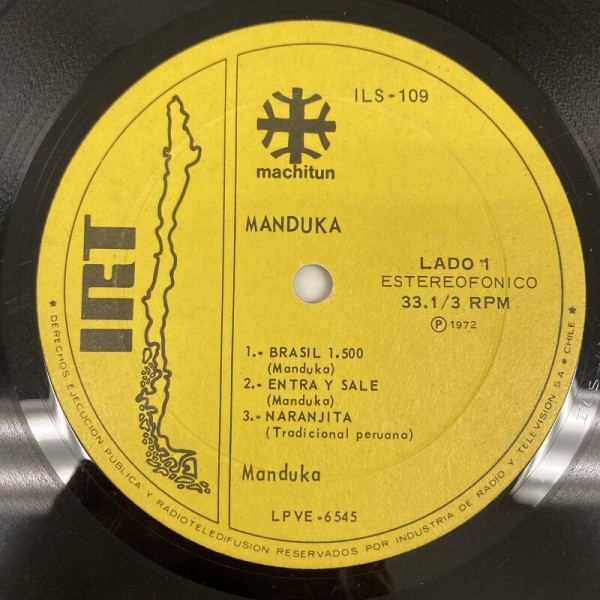 ILS-109
machitun
MANDUKA
IRT
LADO 1
ESTEREOFONICO
33.1/3 RPM
Ⓟ 1972
1.- BRASIL 1.500
(Manduka)
2.- ENTRA Y SALE
(Manduka)
3.- NARANJITA
(Tradicional peruano)
Manduka
LPVE-6545
* DERECHOS EJECUCION PUBLICA Y RADIOTELEDIFUSION RESERVADOS POR INDUSTRIA DE RADIO Y TELEVISION S.A. - CHILE *